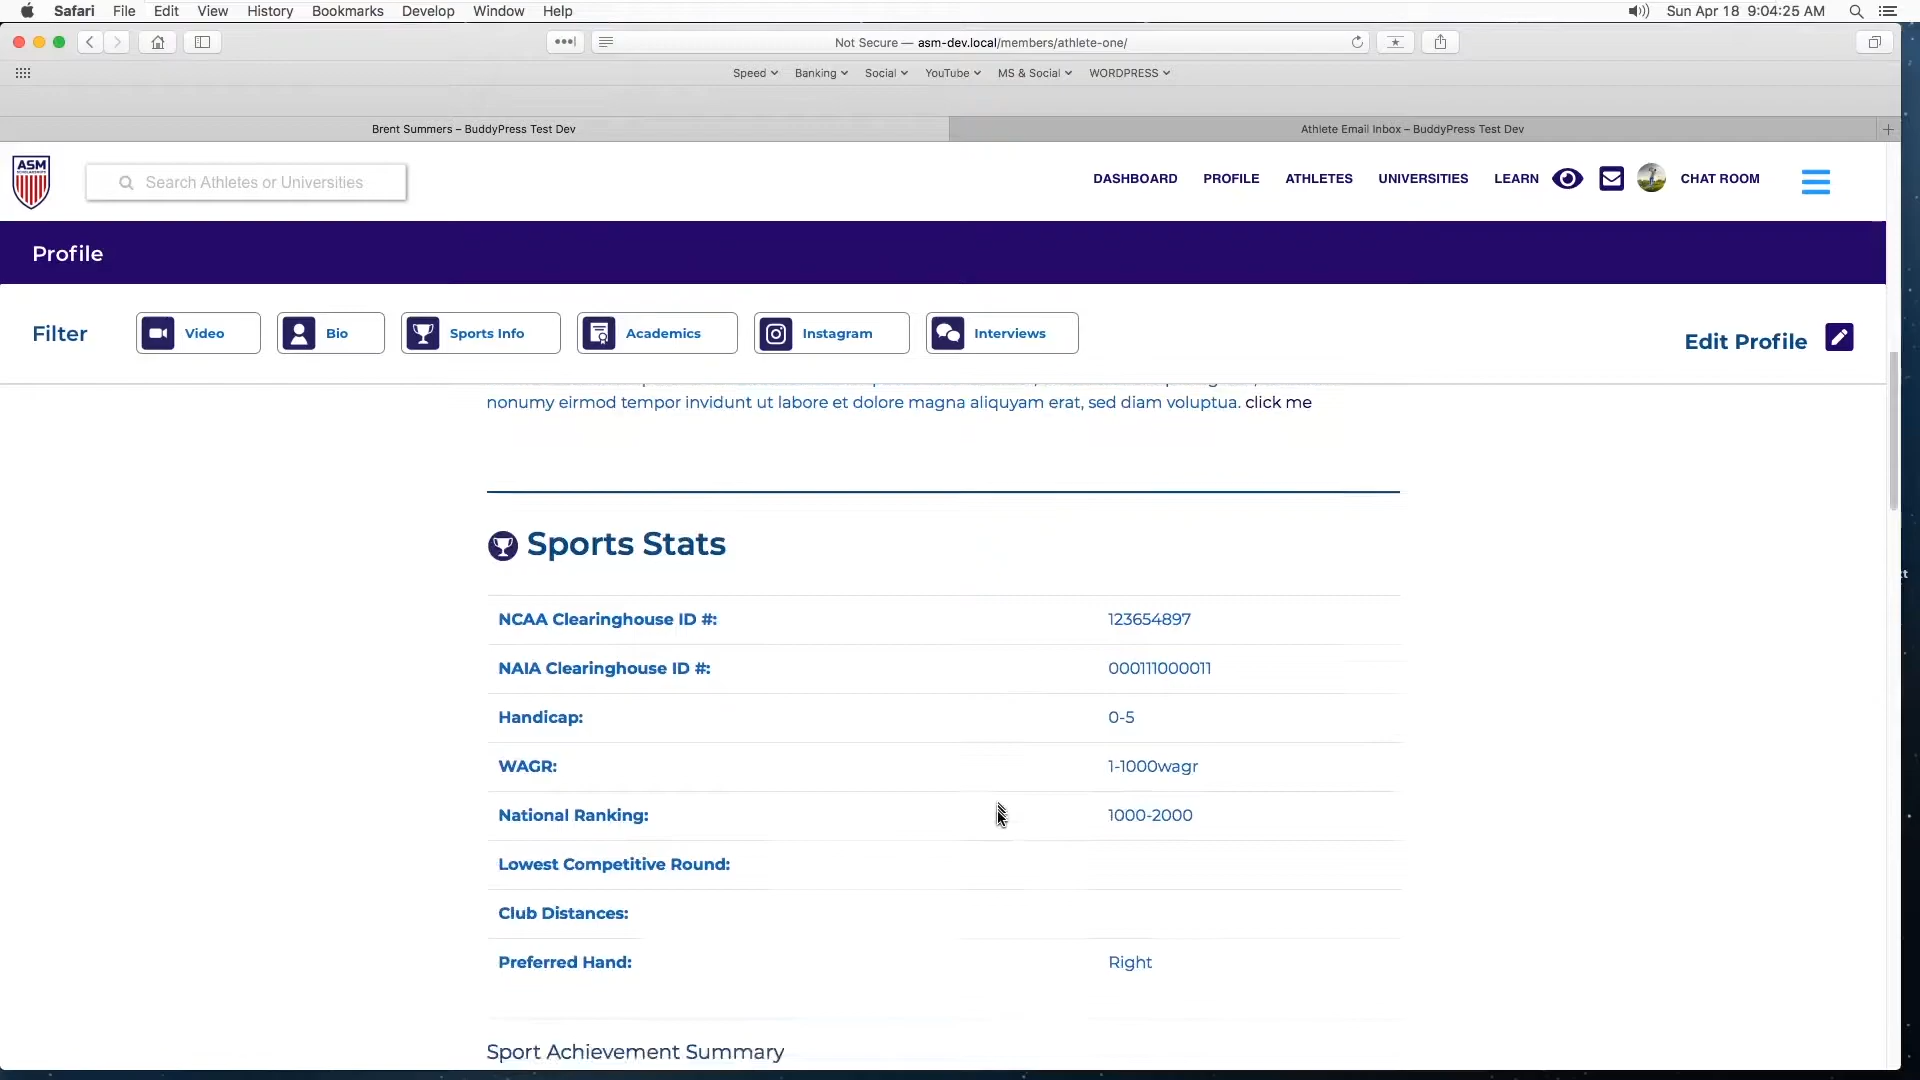 Safari File Edit View History Bookmarks Develop Window Help Sun Apr 18 9:04:25 AM
Not Secure — asm-dev.local/members/athlete-one/
Speed Banking Social YouTube MS & Social WORDPRESS
Brent Summers – BuddyPress Test Dev Athlete Email Inbox – BuddyPress Test Dev
ASM
Search Athletes or Universities DASHBOARD PROFILE ATHLETES UNIVERSITIES LEARN CHAT ROOM
Profile
Filter Video Bio Sports Info Academics Instagram Interviews Edit Profile
nonumy eirmod tempor invidunt ut labore et dolore magna aliquyam erat, sed diam voluptua. click me
Sports Stats
NCAA Clearinghouse ID #: 123654897
NAIA Clearinghouse ID #: 000111000011
Handicap: 0-5
WAGR: 1-1000wagr
National Ranking: 1000-2000
Lowest Competitive Round:
Club Distances:
Preferred Hand: Right
Sport Achievement Summary